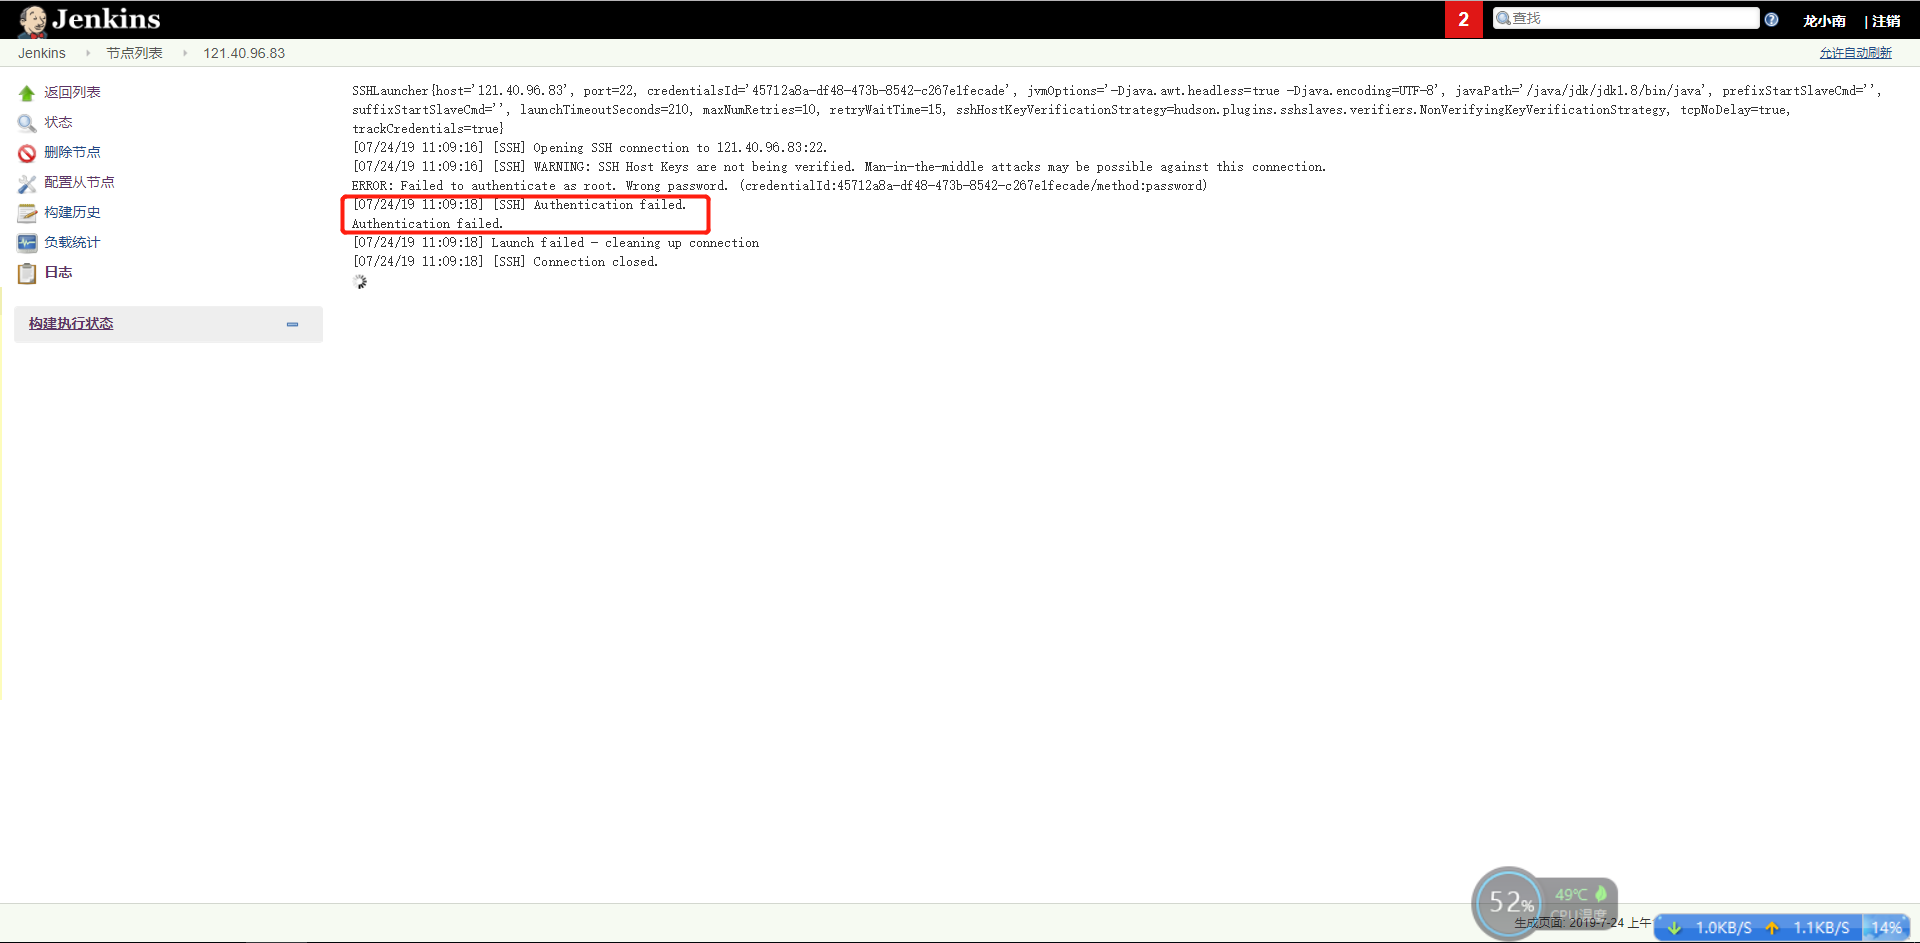 Jenkins
2
查找
龙小南 | 注销
Jenkins 节点列表 121.40.96.83
允许自动刷新
返回列表
状态
删除节点
配置从节点
构建历史
负载统计
日志
构建执行状态
SSHLauncher{host='121.40.96.83', port=22, credentialsId='45712a8a-df48-473b-8542-c267e1fecade', jvmOptions='-Djava.awt.headless=true -Djava.encoding=UTF-8', javaPath='/java/jdk/jdk1.8/bin/java', prefixStartSlaveCmd='',
suffixStartSlaveCmd='', launchTimeoutSeconds=210, maxNumRetries=10, retryWaitTime=15, sshHostKeyVerificationStrategy=hudson.plugins.sshslaves.verifiers.NonVerifyingKeyVerificationStrategy, tcpNoDelay=true,
trackCredentials=true}
[07/24/19 11:09:16] [SSH] Opening SSH connection to 121.40.96.83:22.
[07/24/19 11:09:16] [SSH] WARNING: SSH Host Keys are not being verified. Man-in-the-middle attacks may be possible against this connection.
ERROR: Failed to authenticate as root. Wrong password. (credentialId:45712a8a-df48-473b-8542-c267e1fecade/method:password)
[07/24/19 11:09:18] [SSH] Authentication failed.
Authentication failed.
[07/24/19 11:09:18] Launch failed - cleaning up connection
[07/24/19 11:09:18] [SSH] Connection closed.
52%
49℃
CPU温度
生成页面: 2019-7-24 上午
1.0KB/S 1.1KB/S 14%